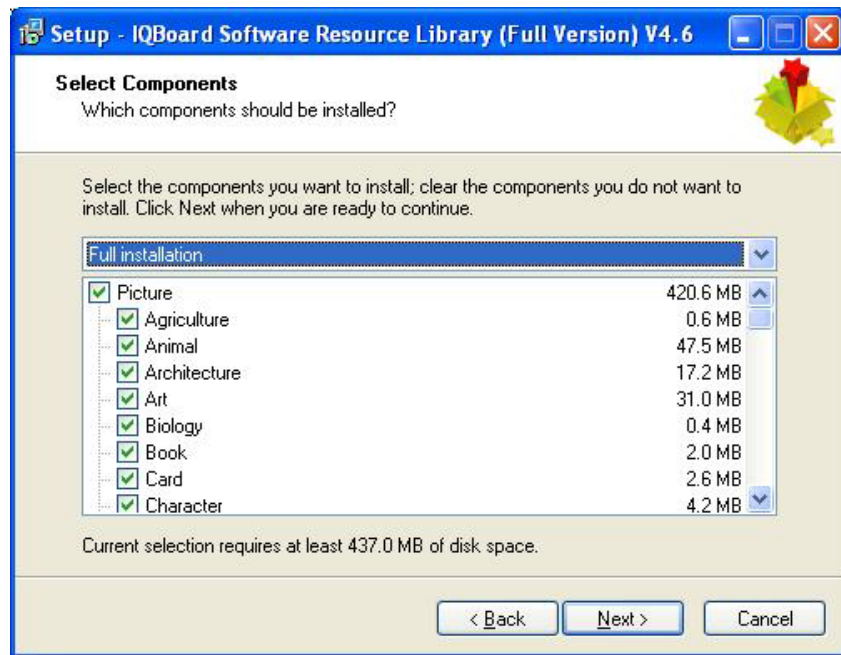 Setup - IQBoard Software Resource Library (Full Version) V4.6
Select Components
Which components should be installed?
Select the components you want to install; clear the components you do not want to
install. Click Next when you are ready to continue.
Full installation
Picture 420.6 MB
Agriculture 0.6 MB
Animal 47.5 MB
Architecture 17.2 MB
Art 31.0 MB
Biology 0.4 MB
Book 2.0 MB
Card 2.6 MB
Character 4.2 MB
Current selection requires at least 437.0 MB of disk space.
< Back Next > Cancel